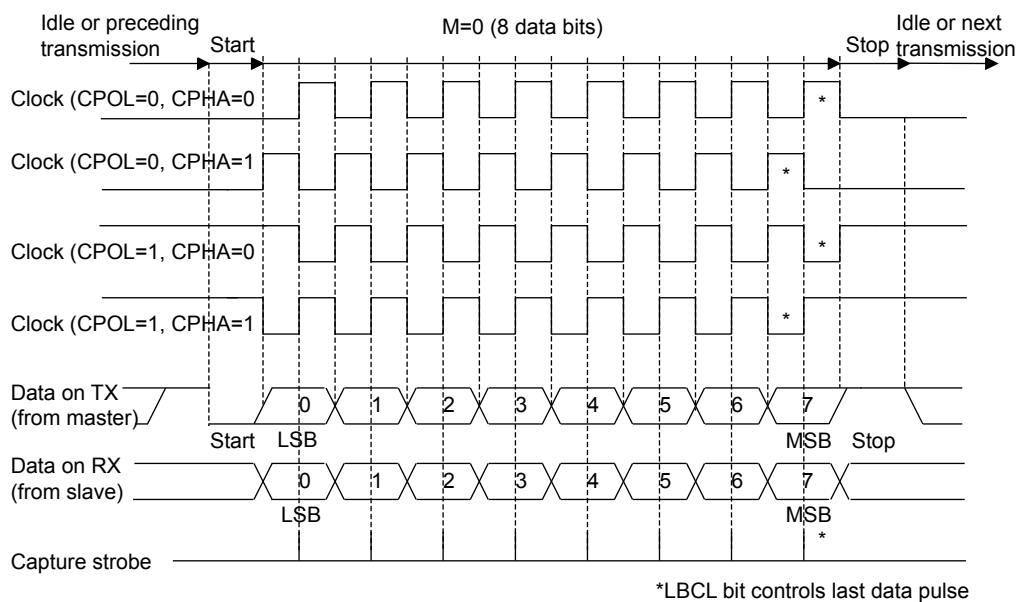 Idle or preceding
transmission
Start
M=0 (8 data bits)
Stop
Idle or next
transmission
Clock (CPOL=0, CPHA=0
*
Clock (CPOL=0, CPHA=1
*
Clock (CPOL=1, CPHA=0
*
Clock (CPOL=1, CPHA=1
*
Data on TX
(from master)
0 1 2 3 4 5 6 7
Start LSB MSB Stop
Data on RX
(from slave)
0 1 2 3 4 5 6 7
LSB MSB
*
Capture strobe
*LBCL bit controls last data pulse